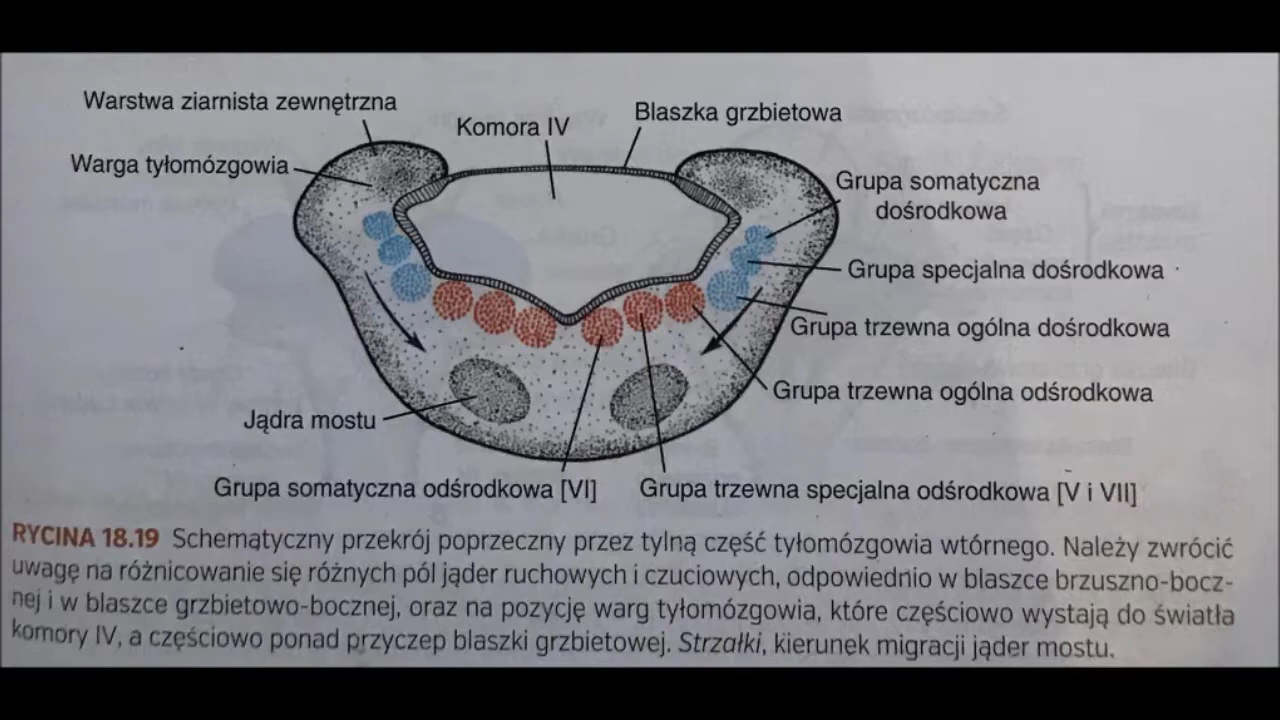 Warstwa ziarnista zewnętrzna
Komora IV
Blaszka grzbietowa
Warga tyłomózgowia
Grupa somatyczna
dośrodkowa
Grupa specjalna dośrodkowa
Grupa trzewna ogólna dośrodkowa
Grupa trzewna ogólna odśrodkowa
Jądra mostu
Grupa somatyczna odśrodkowa [VI]
Grupa trzewna specjalna odśrodkowa [V i VII]
RYCINA 18.19 Schematyczny przekrój poprzeczny przez tylną część tyłomózgowia wtórnego. Należy zwrócić
uwagę na różnicowanie się różnych pól jąder ruchowych i czuciowych, odpowiednio w blaszce brzuszno-bocz-
nej i w blaszce grzbietowo-bocznej, oraz na pozycję warg tyłomózgowia, które częściowo wystają do światła
komory IV, a częściowo ponad przyczep blaszki grzbietowej. Strzałki, kierunek migracji jąder mostu.